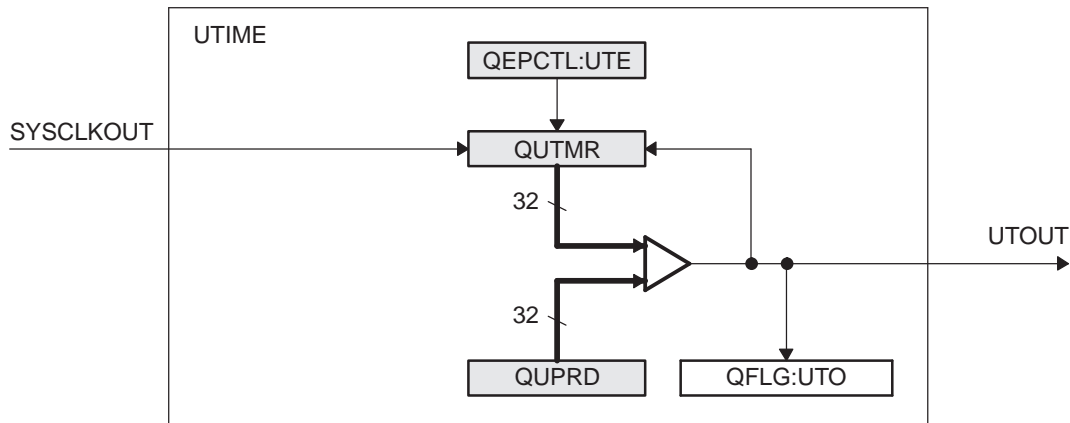 UTIME
QEPCTL:UTE
SYSCLKOUT
QUTMR
32
UTOUT
32
QUPRD
QFLG:UTO